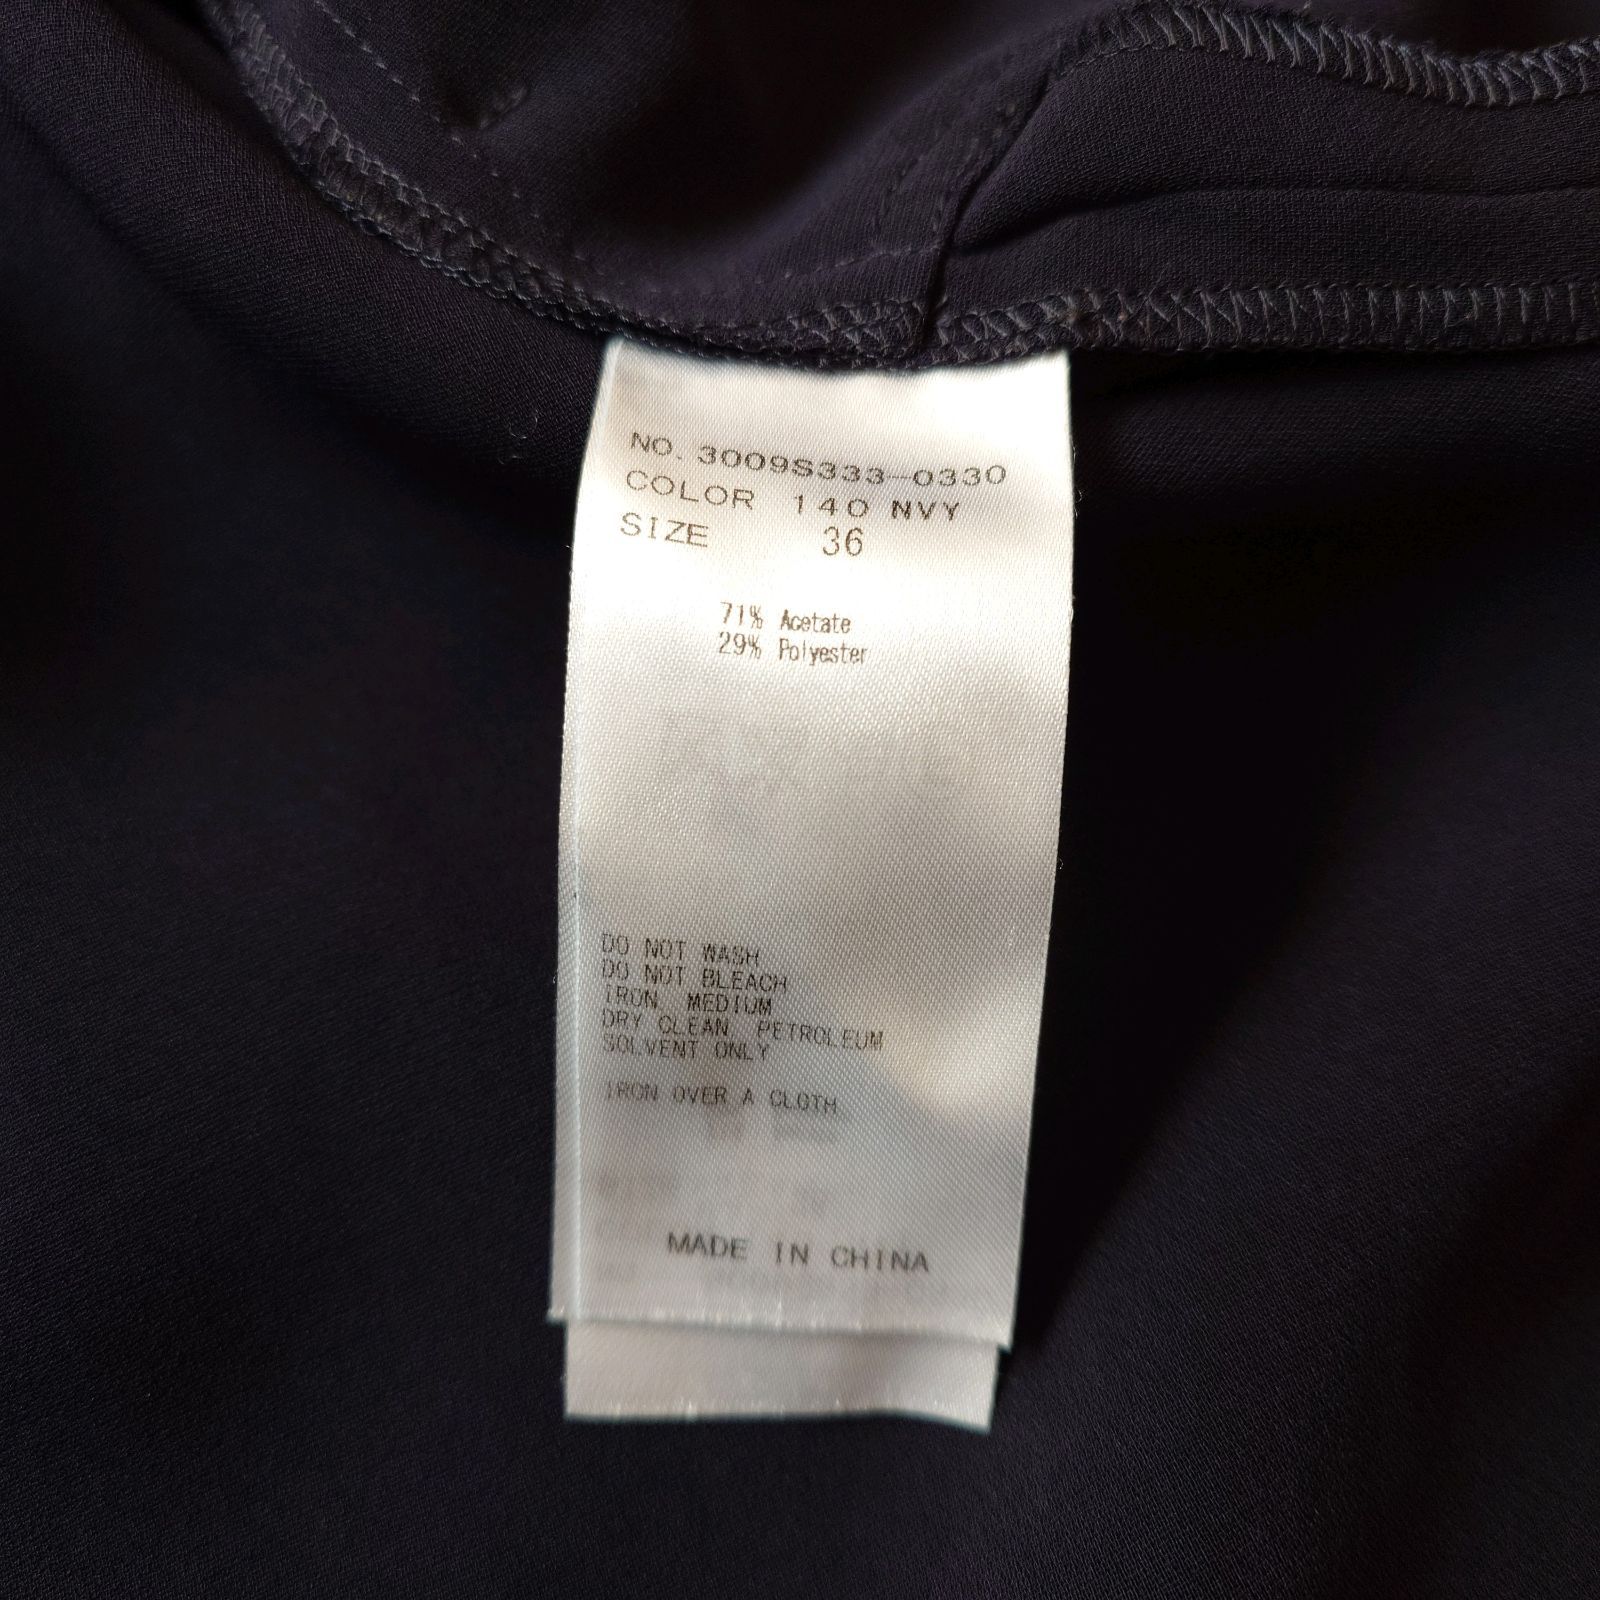 NO. 3009S333-0330
COLOR 140 NVY
SIZE 36
71% Acetate
29% Polyester
DO NOT WASH
DO NOT BLEACH
IRON MEDIUM
DRY CLEAN PETROLEUM
SOLVENT ONLY
IRON OVER A CLOTH
MADE IN CHINA